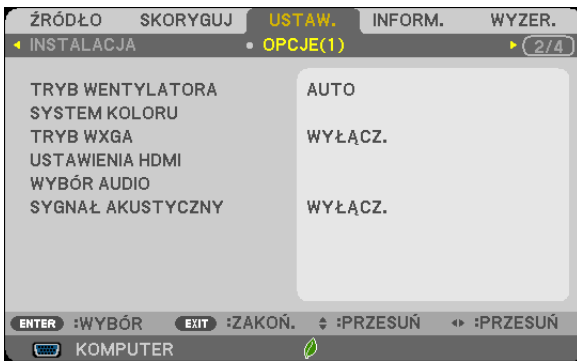 ŹRÓDŁO SKORYGUJ USTAW. INFORM. WYZER.
INSTALACJA OPCJE(1) 2/4
TRYB WENTYLATORA AUTO
SYSTEM KOLORU
TRYB WXGA WYŁĄCZ.
USTAWIENIA HDMI
WYBÓR AUDIO
SYGNAŁ AKUSTYCZNY WYŁĄCZ.
ENTER :WYBÓR EXIT :ZAKOŃ. :PRZESUŃ :PRZESUŃ
KOMPUTER